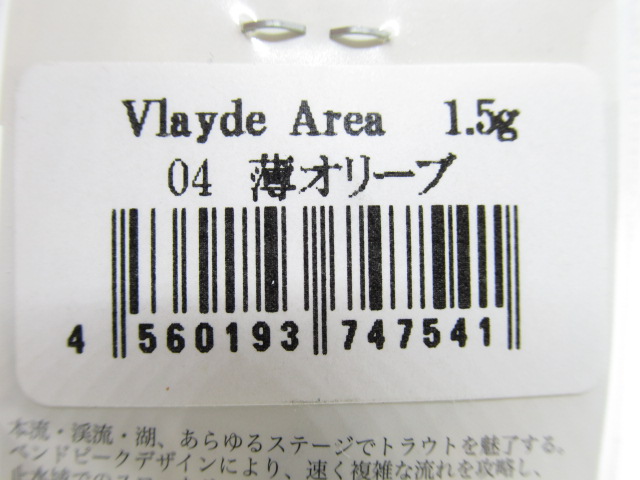 Vlayde Area 1.5g
04 薄オリーブ
4 560193 747541
本流・渓流・湖、あらゆるステージでトラウトを魅了する。
ベンドピークデザインにより、速く複雑な流れを攻略し、